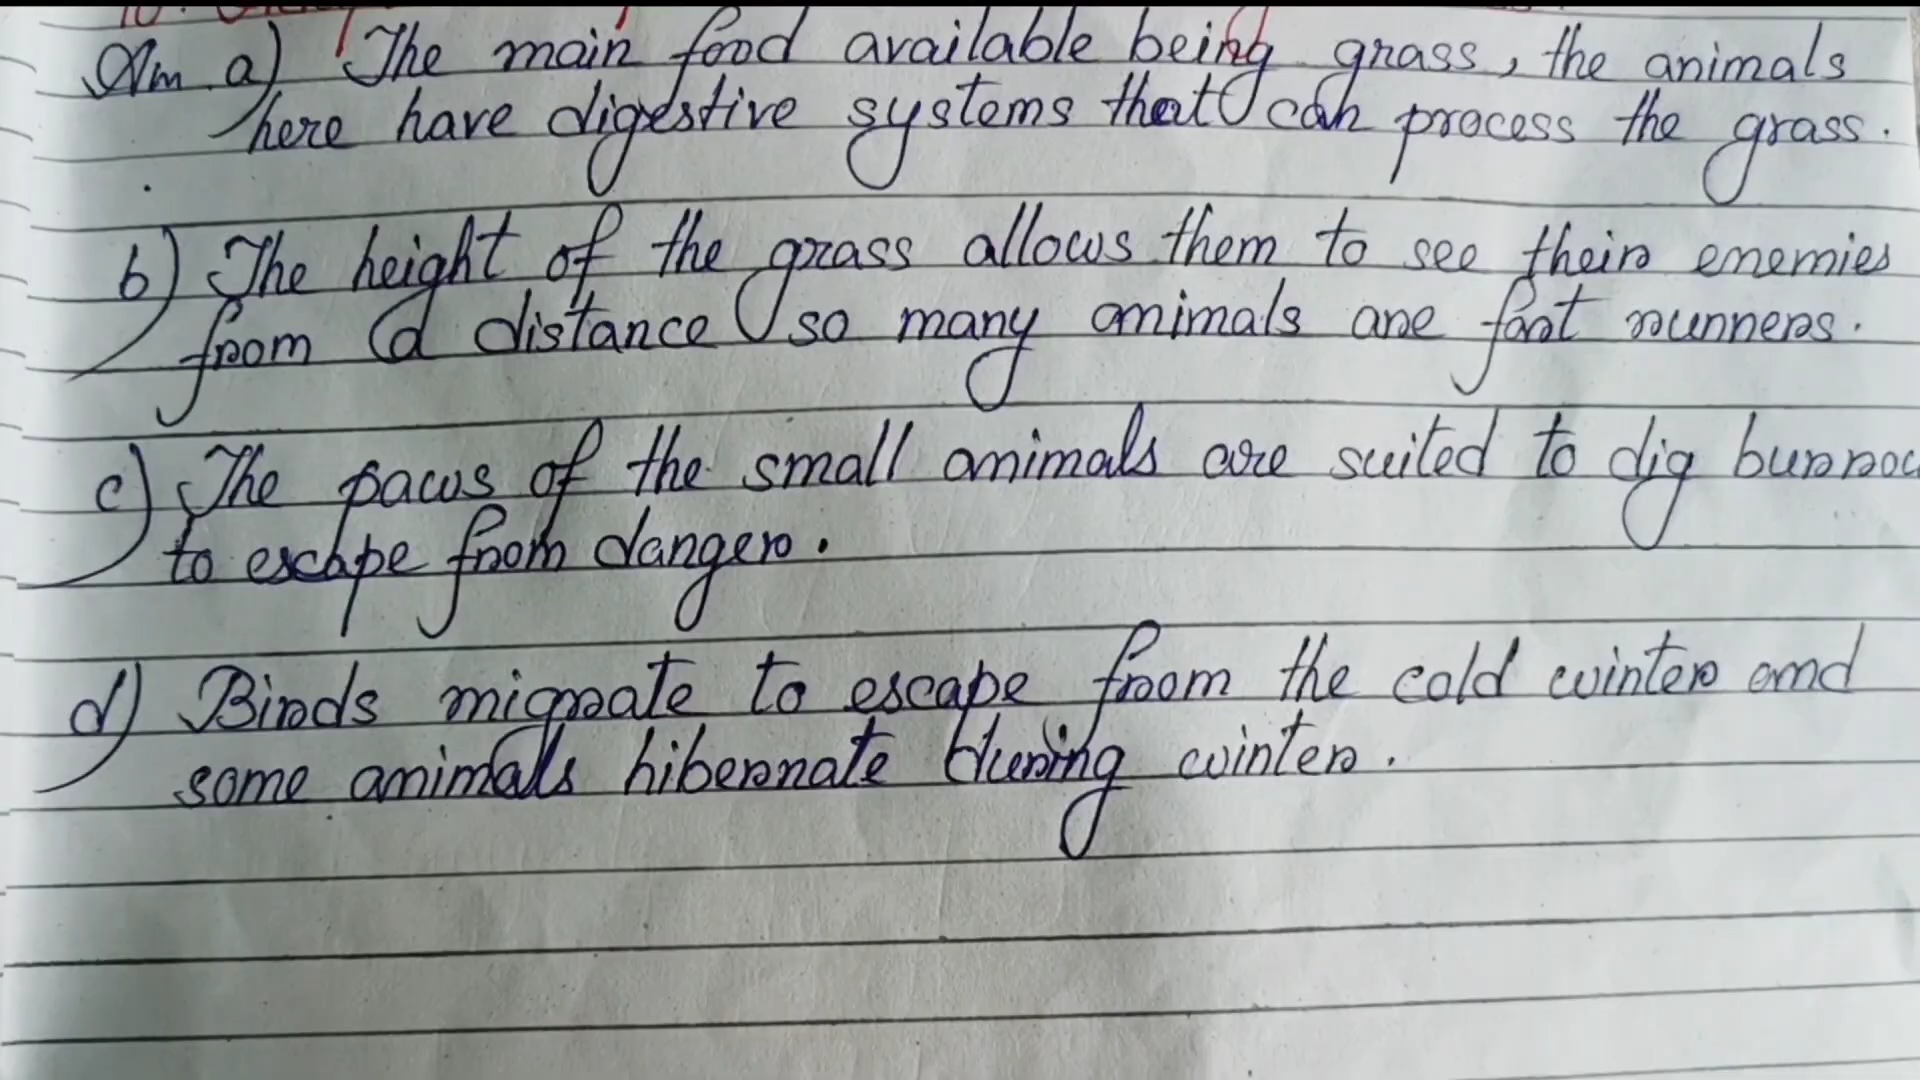 Ans a) The main food available being grass, the animals
here have digestive systems that can process the grass.
b) The height of the grass allows them to see their enemies
from a distance so many animals are fast runners.
c) The paws of the small animals are suited to dig
to escape from danger.
d) Birds migrate to escape from the cold winter and
some animals hibernate during winter.